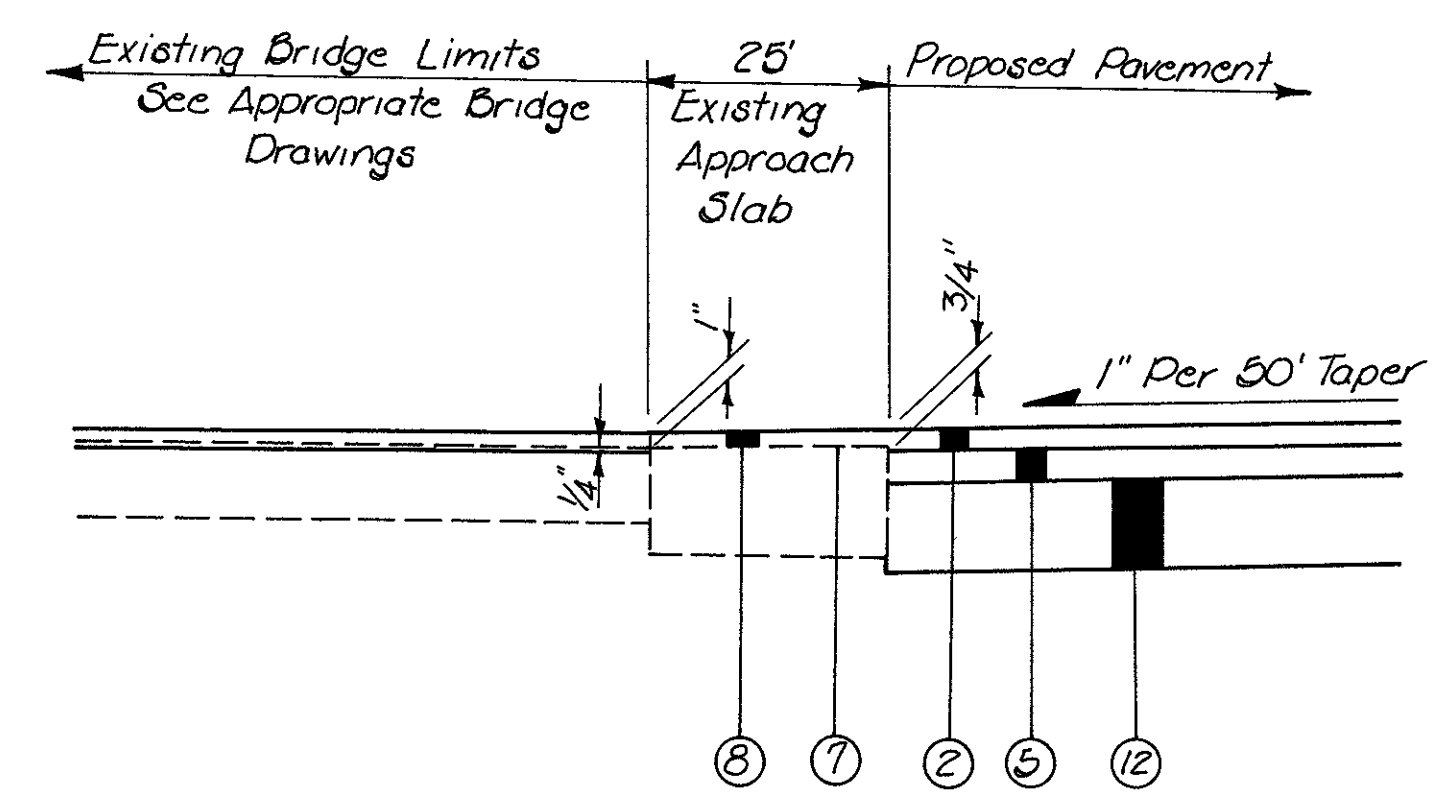 Existing Bridge Limits
See Appropriate Bridge
Drawings
25'
Existing
Approach
Slab
Proposed Pavement
1"
3/4"
1" Per 50' Taper
1/4"
8
7
2
5
12